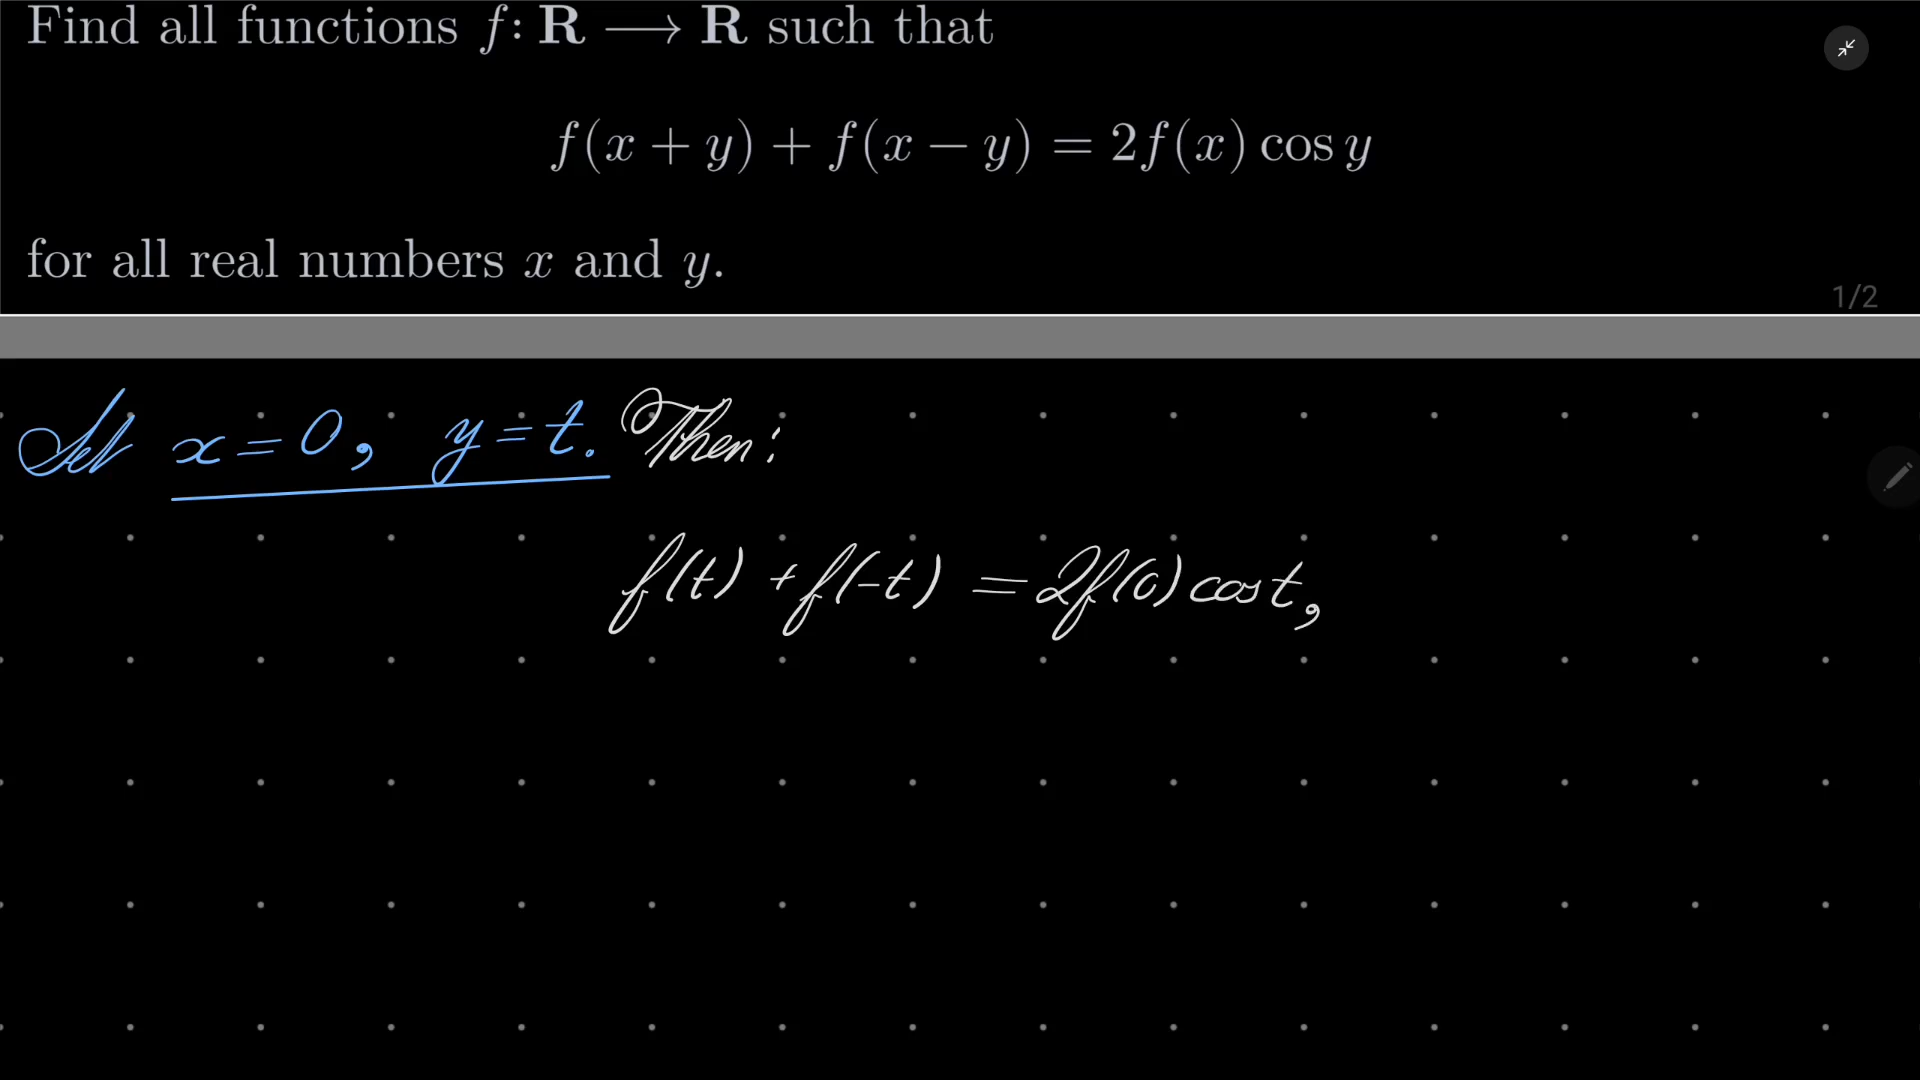 Find all functions f: R ⟶ R such that
f(x + y) + f(x − y) = 2f(x) cos y
for all real numbers x and y.
1/2
Set x = 0, y = t. Then:
f(t) + f(-t) = 2f(0) cos t,